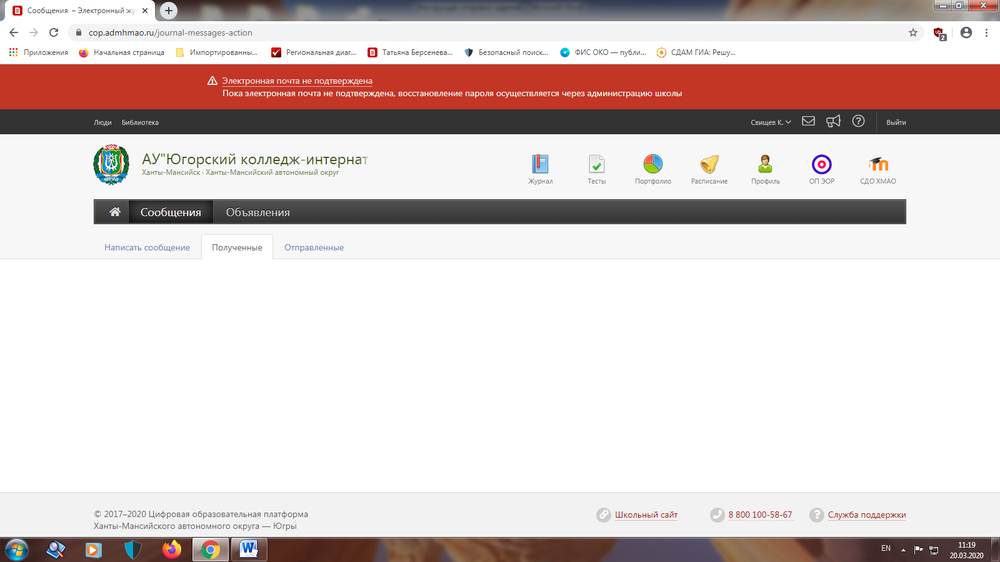 Сообщения – Электронный жу
cop.admhmao.ru/journal-messages-action
2
Приложения
Начальная страница
Импортированны...
Региональная диаг...
Татьяна Берсенева...
Безопасный поиск...
ФИС ОКО — публи...
СДАМ ГИА: Решу...
Электронная почта не подтверждена
Пока электронная почта не подтверждена, восстановление пароля осуществляется через администрацию школы
Люди
Библиотека
Свищев К.
Выйти
ЮГРА
АУ"Югорский колледж-интернат
Ханты-Мансийск · Ханты-Мансийский автономный округ
Журнал
Тесты
Портфолио
Расписание
Профиль
ОП ЭОР
СДО ХМАО
Сообщения
Объявления
Написать сообщение
Полученные
Отправленные
© 2017–2020 Цифровая образовательная платформа
Ханты-Мансийского автономного округа — Югры
Школьный сайт
8 800 100-58-67
Служба поддержки
EN
11:19
20.03.2020